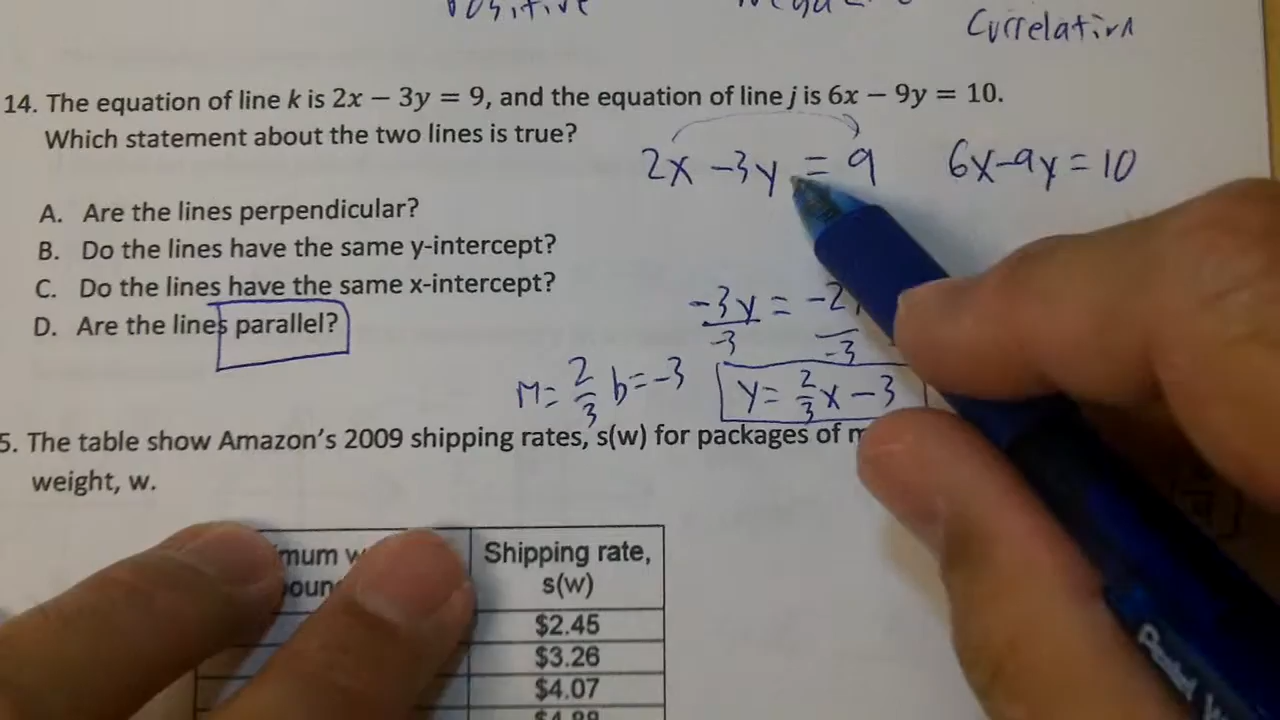 Positive
Correlation
14. The equation of line k is 2x − 3y = 9, and the equation of line j is 6x − 9y = 10.
Which statement about the two lines is true?
2x -3y = 9 6x-9y = 10
A. Are the lines perpendicular?
B. Do the lines have the same y-intercept?
C. Do the lines have the same x-intercept?
D. Are the lines parallel?
-3y = -2
-3 -3
M= 2/3 b=-3 y= 2/3 x - 3
5. The table show Amazon's 2009 shipping rates, s(w) for packages of
weight, w.
Shipping rate,
s(w)
$2.45
$3.26
$4.07